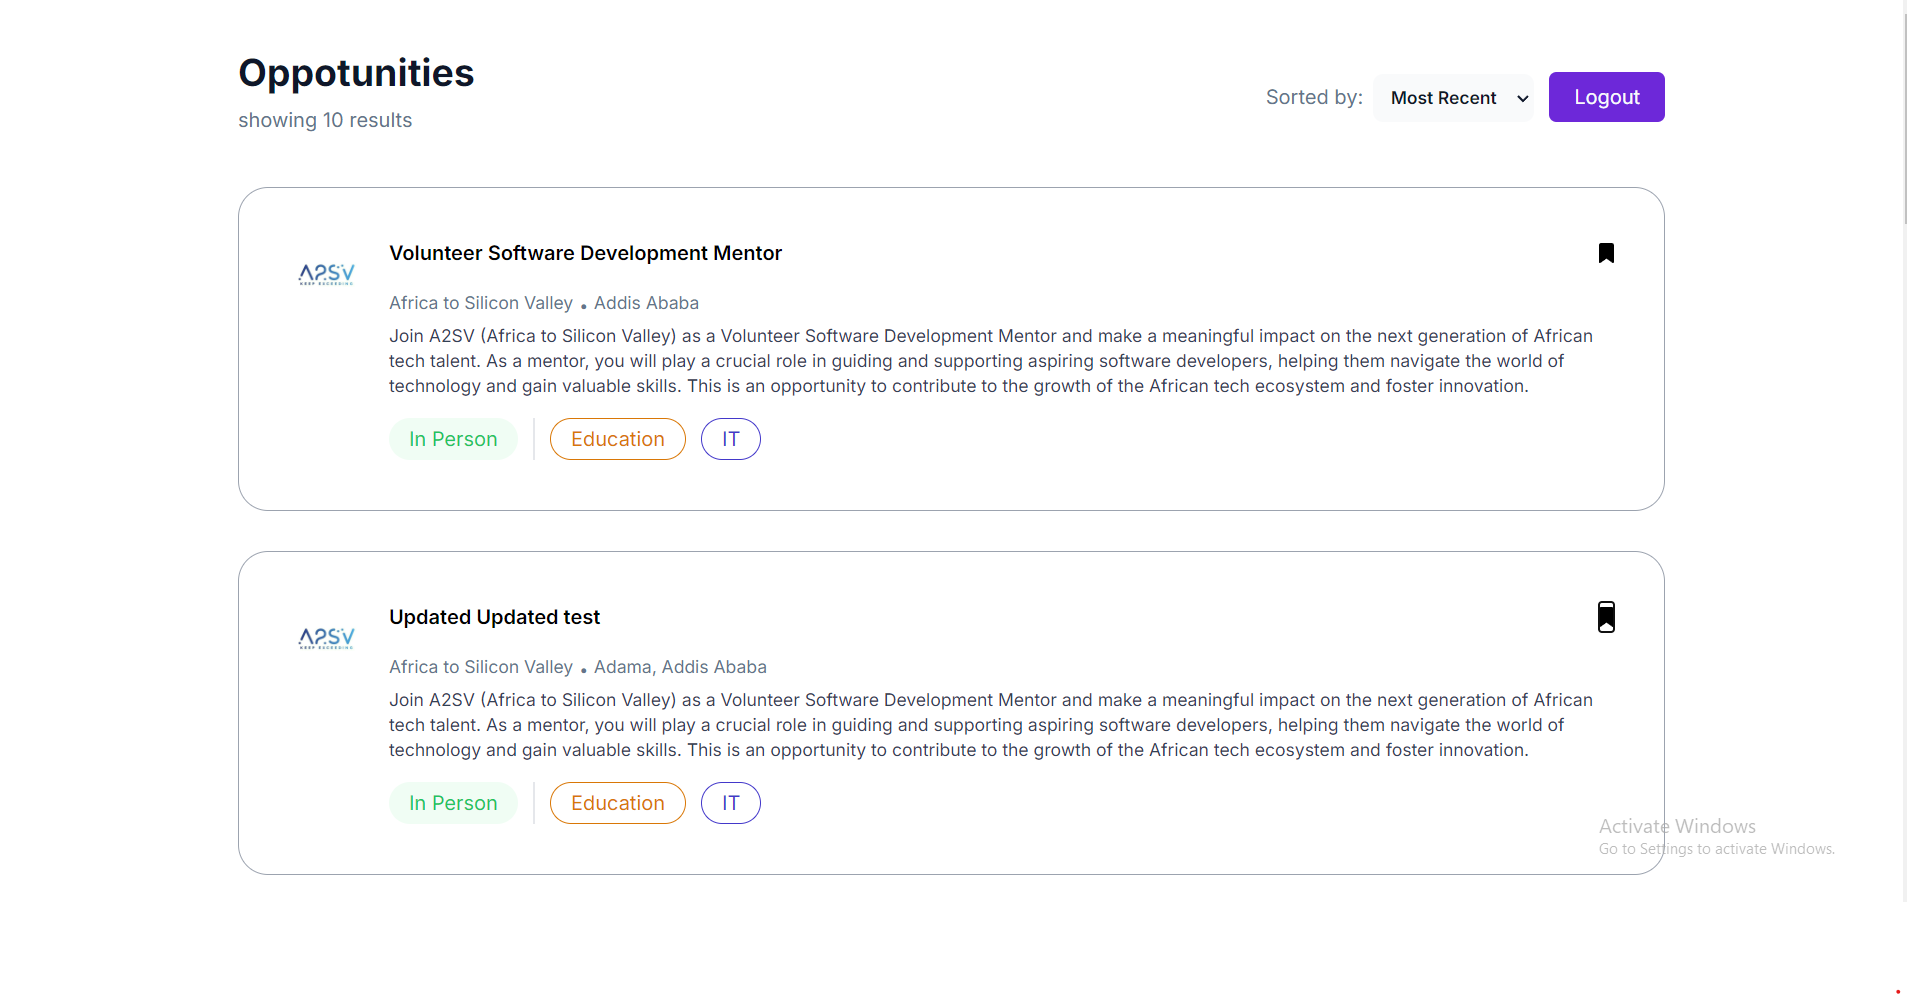 Oppotunities
showing 10 results
Sorted by: Most Recent Logout
A2SV
KEEP EXCEEDING
Volunteer Software Development Mentor
Africa to Silicon Valley . Addis Ababa
Join A2SV (Africa to Silicon Valley) as a Volunteer Software Development Mentor and make a meaningful impact on the next generation of African
tech talent. As a mentor, you will play a crucial role in guiding and supporting aspiring software developers, helping them navigate the world of
technology and gain valuable skills. This is an opportunity to contribute to the growth of the African tech ecosystem and foster innovation.
In Person Education IT
A2SV
KEEP EXCEEDING
Updated Updated test
Africa to Silicon Valley . Adama, Addis Ababa
Join A2SV (Africa to Silicon Valley) as a Volunteer Software Development Mentor and make a meaningful impact on the next generation of African
tech talent. As a mentor, you will play a crucial role in guiding and supporting aspiring software developers, helping them navigate the world of
technology and gain valuable skills. This is an opportunity to contribute to the growth of the African tech ecosystem and foster innovation.
In Person Education IT
Activate Windows
Go to Settings to activate Windows.